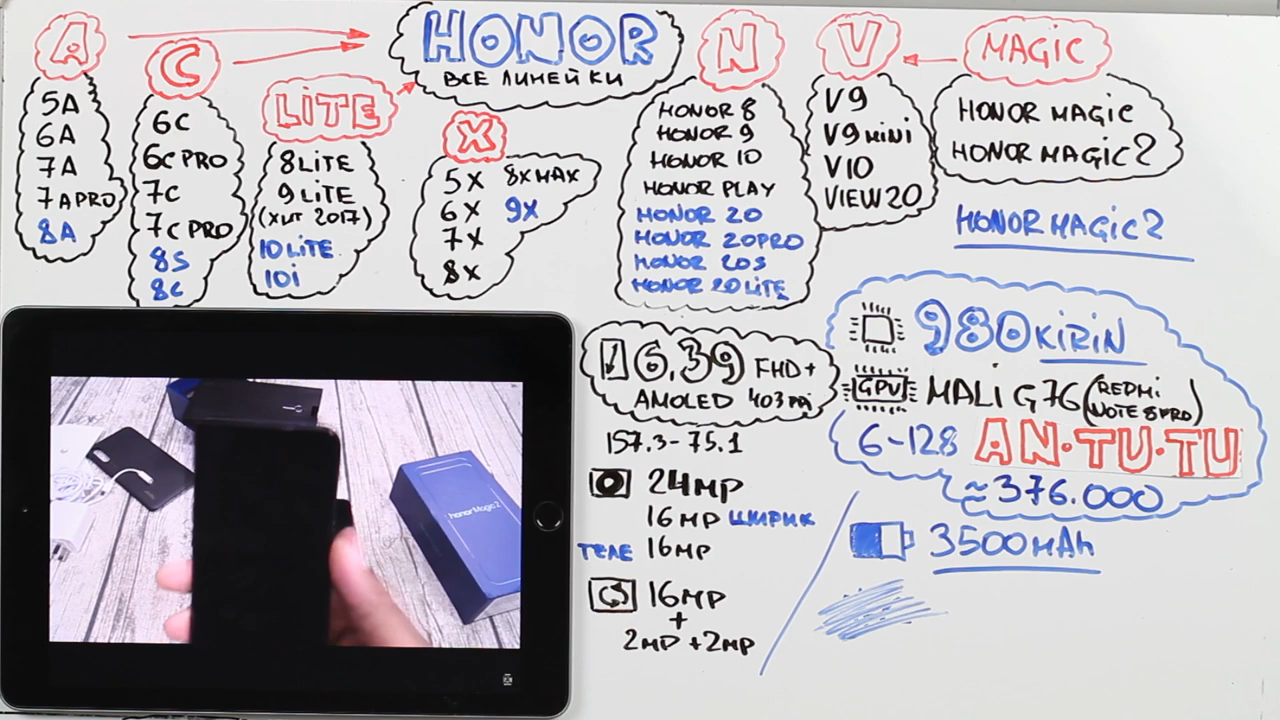 A
5A
6A
7A
7A PRO
8A
C
6C
6C PRO
7C
7C PRO
8S
8C
LiTE
8 LiTE
9 LiTE
(ХИТ 2017)
10 LiTE
10i
HONOR
ВСЕ ЛИНЕЙКИ
X
5X 8X MAX
6X 9X
7X
8X
N
HONOR 8
HONOR 9
HONOR 10
HONOR PLAY
HONOR 20
HONOR 20 PRO
HONOR 20S
HONOR 20 LiTE
V
V9
V9 MiNi
V10
VIEW 20
MAGiC
HONOR MAGiC
HONOR MAGiC 2
HONOR MAGiC 2
6,39 FHD+
AMOLED 403 PPi
157.3-75.1
24MP
16MP ШИРИК
ТЕЛЕ 16MP
16MP
+
2MP+2MP
980 KiRiN
GPU MALi G76 (REDMi NOTE 8 PRO)
6-128 AN·TU·TU
≈376.000
3500 MAh
honor Magic 2